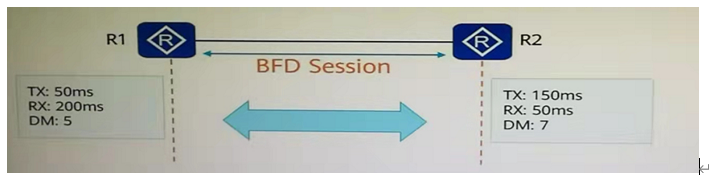 R1
R
R
R2
BFD Session
TX: 50ms
RX: 200ms
DM: 5
TX: 150ms
RX: 50ms
DM: 7